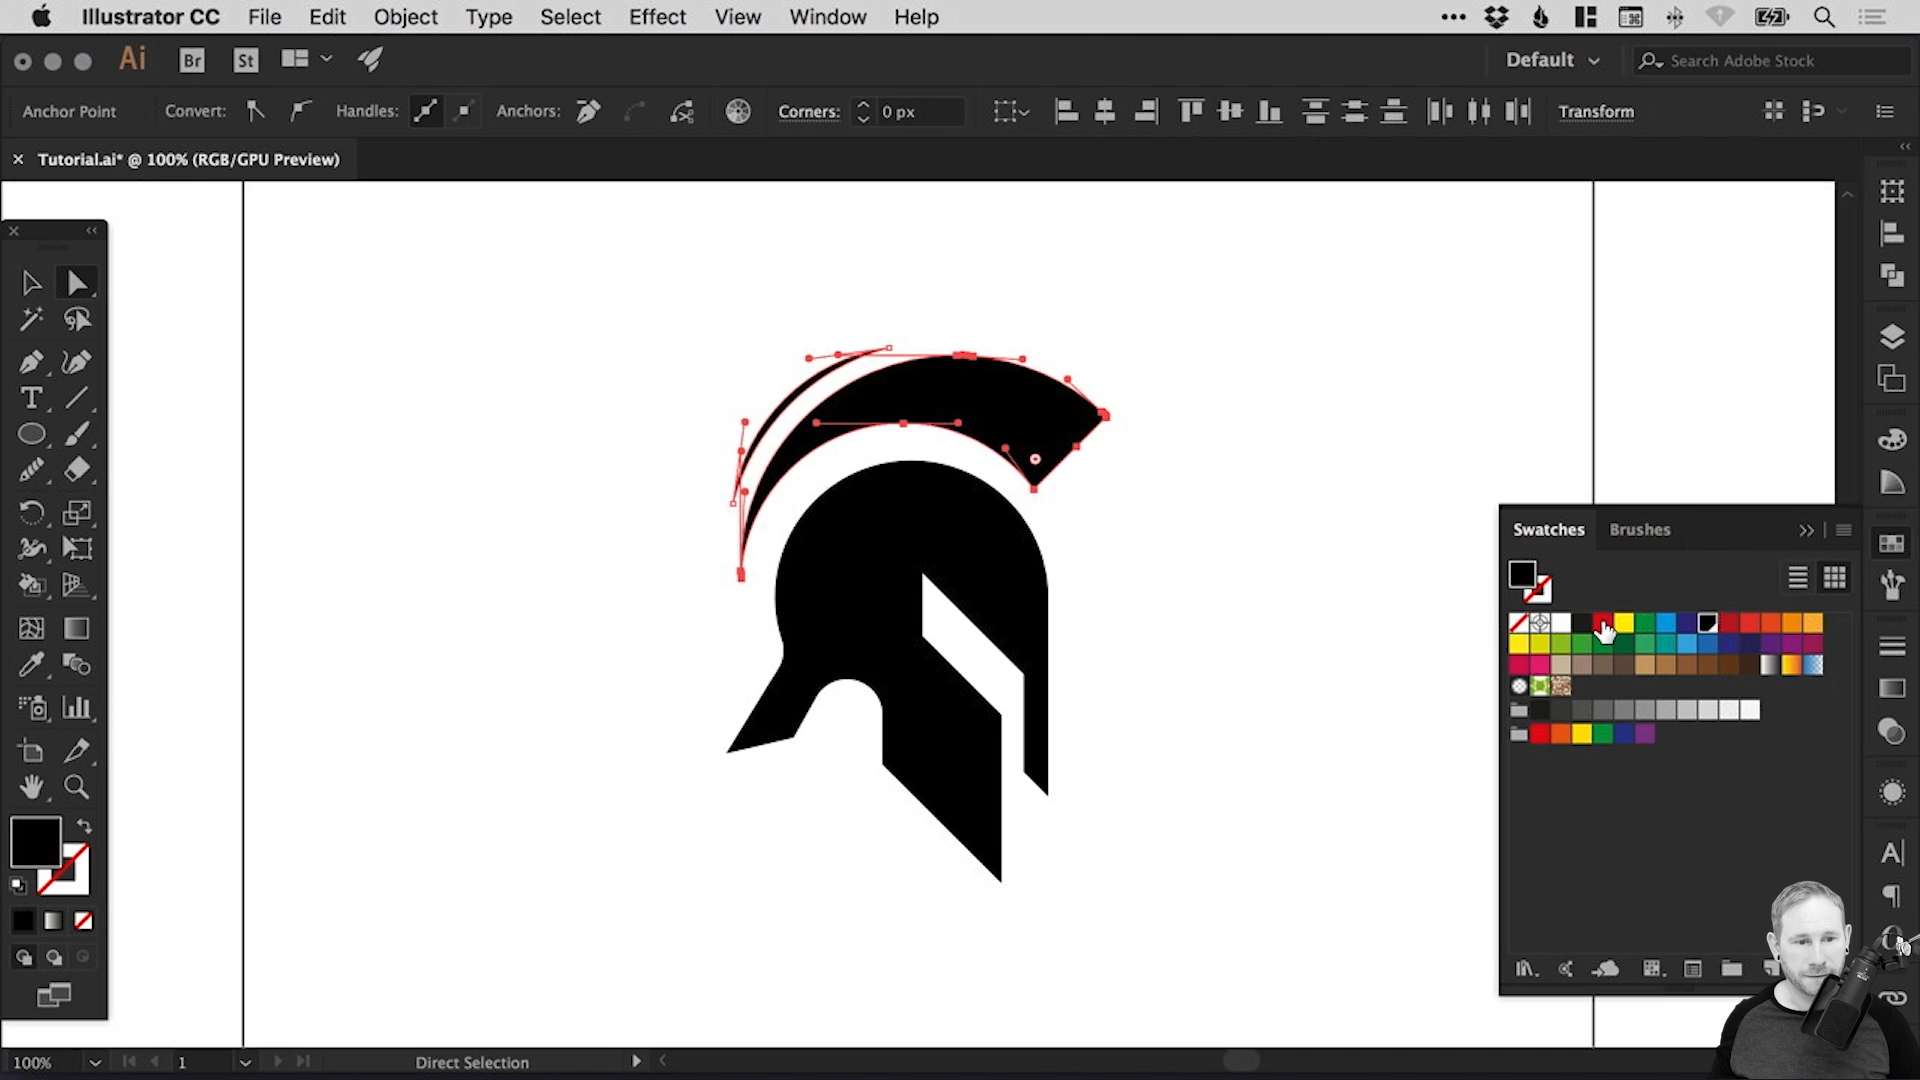 Illustrator CC File Edit Object Type Select Effect View Window Help
Ai Br St Default Search Adobe Stock
Anchor Point Convert: Handles: Anchors: Corners: 0 px Transform
Tutorial.ai* @ 100% (RGB/GPU Preview)
Swatches Brushes
100% 1 Direct Selection